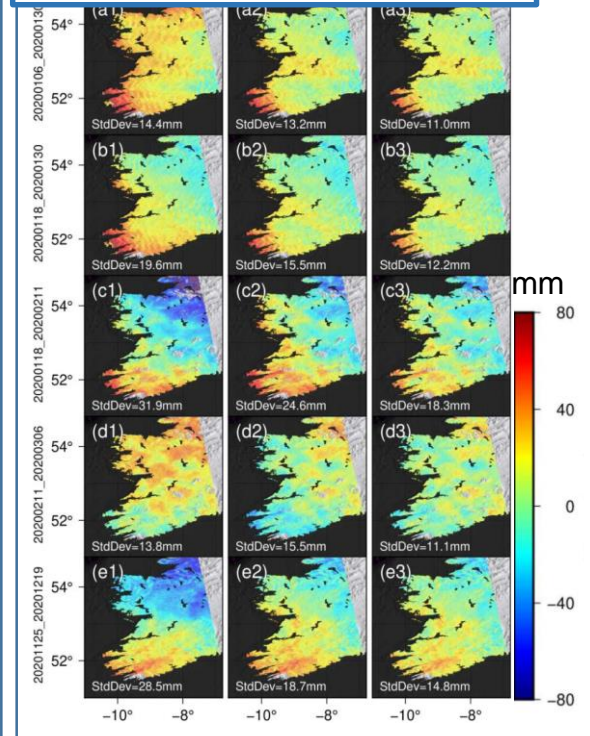 (a1) (a2) (a3)
54°
20200106_20200130
52°
StdDev=14.4mm StdDev=13.2mm StdDev=11.0mm
(b1) (b2) (b3)
54°
20200118_20200130
52°
StdDev=19.6mm StdDev=15.5mm StdDev=12.2mm
(c1) (c2) (c3) mm
54° 80
20200118_20200211
52°
StdDev=31.9mm StdDev=24.6mm StdDev=18.3mm
40
(d1) (d2) (d3)
54°
20200211_20200306
0
52°
StdDev=13.8mm StdDev=15.5mm StdDev=11.1mm
(e1) (e2) (e3)
54°
20201125_20201219
−40
52°
StdDev=28.5mm StdDev=18.7mm StdDev=14.8mm
−80
−10° −8° −10° −8° −10° −8°